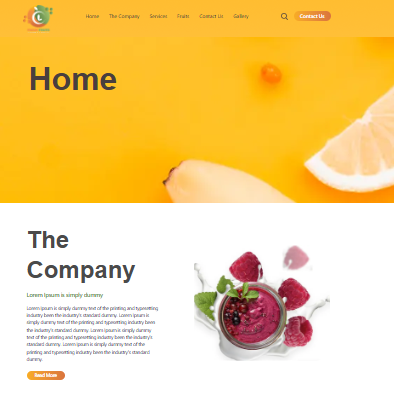 Home The Company Services Fruits Contact Us Gallery Contact Us
Home
The
Company
Lorem Ipsum is simply dummy
Lorem Ipsum is simply dummy text of the printing and typesetting
industry been the industry's standard dummy. Lorem Ipsum is
simply dummy text of the printing and typesetting industry been
the industry's standard dummy. Lorem Ipsum is simply dummy
text of the printing and typesetting industry been the industry's
standard dummy. Lorem Ipsum is simply dummy text of the
printing and typesetting industry been the industry's standard
dummy.
Read More